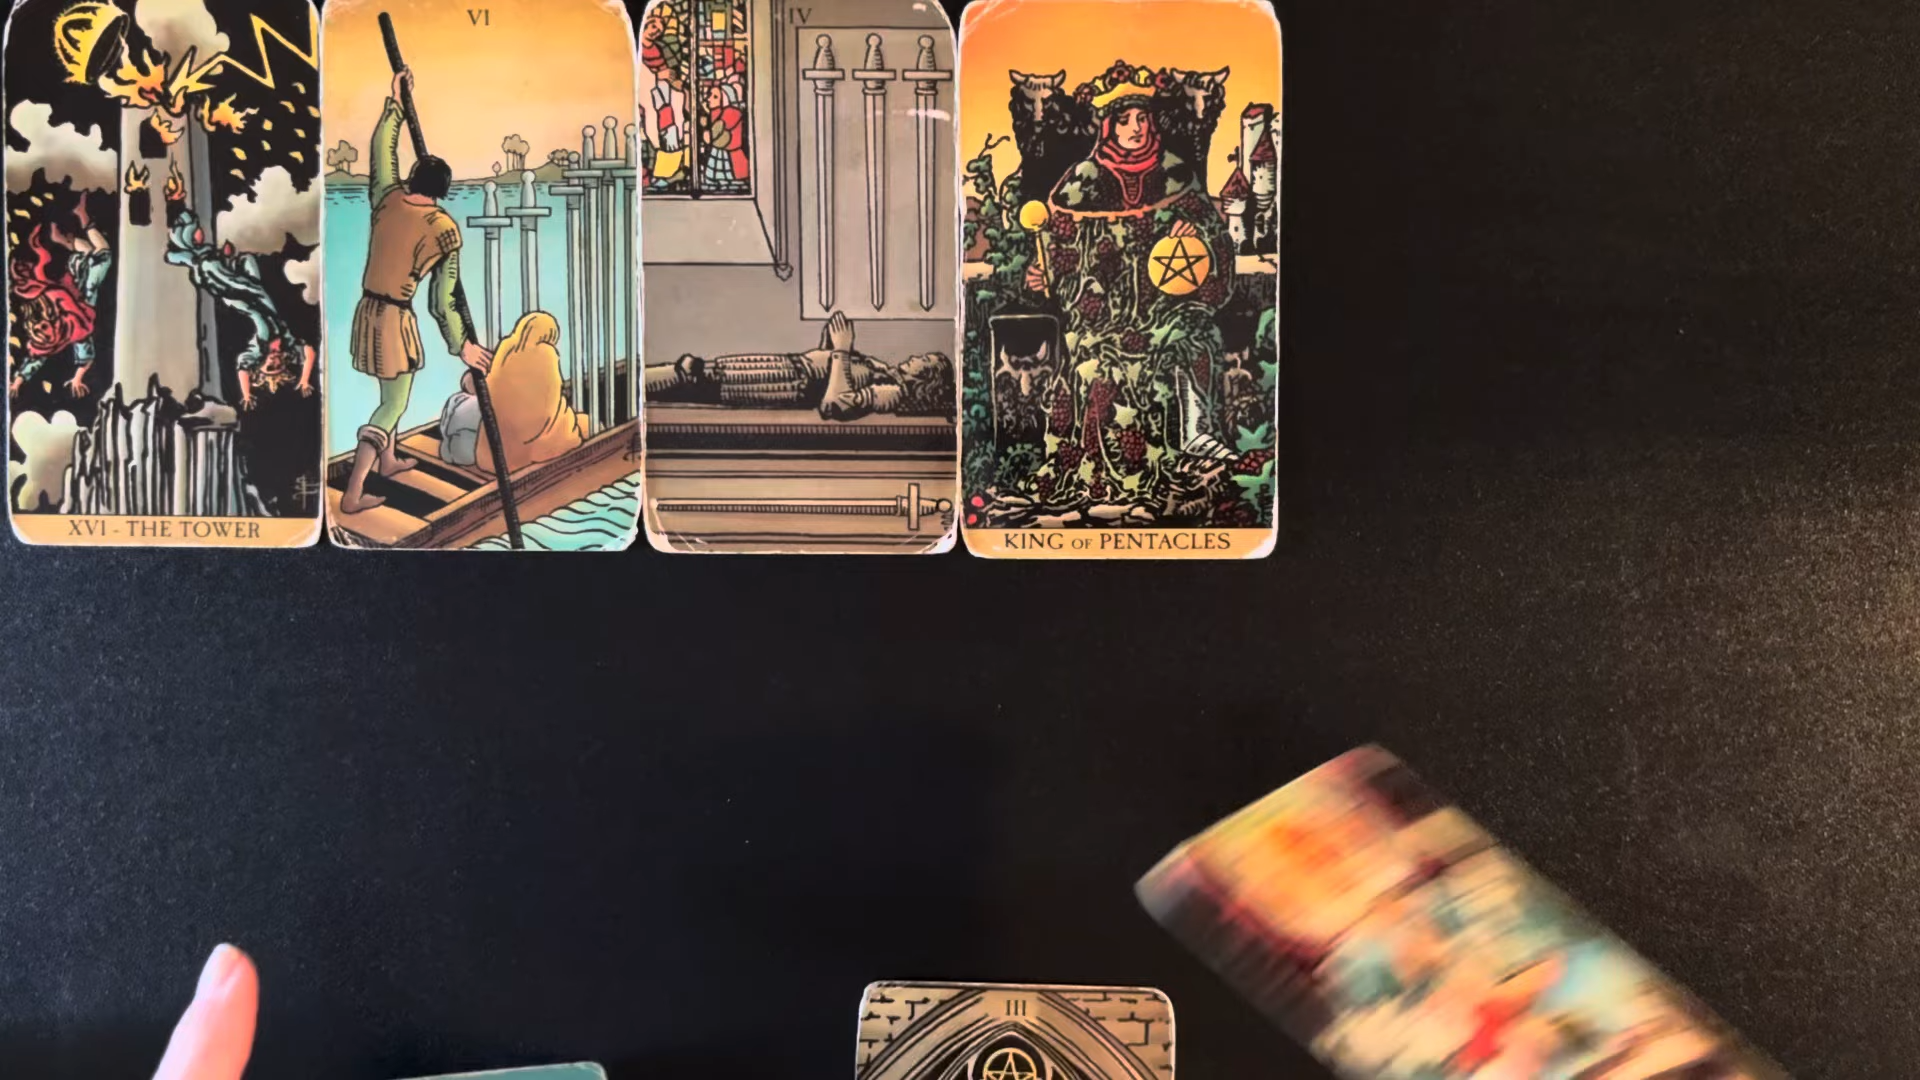 VI
IV
XVI - THE TOWER
KING OF PENTACLES
III